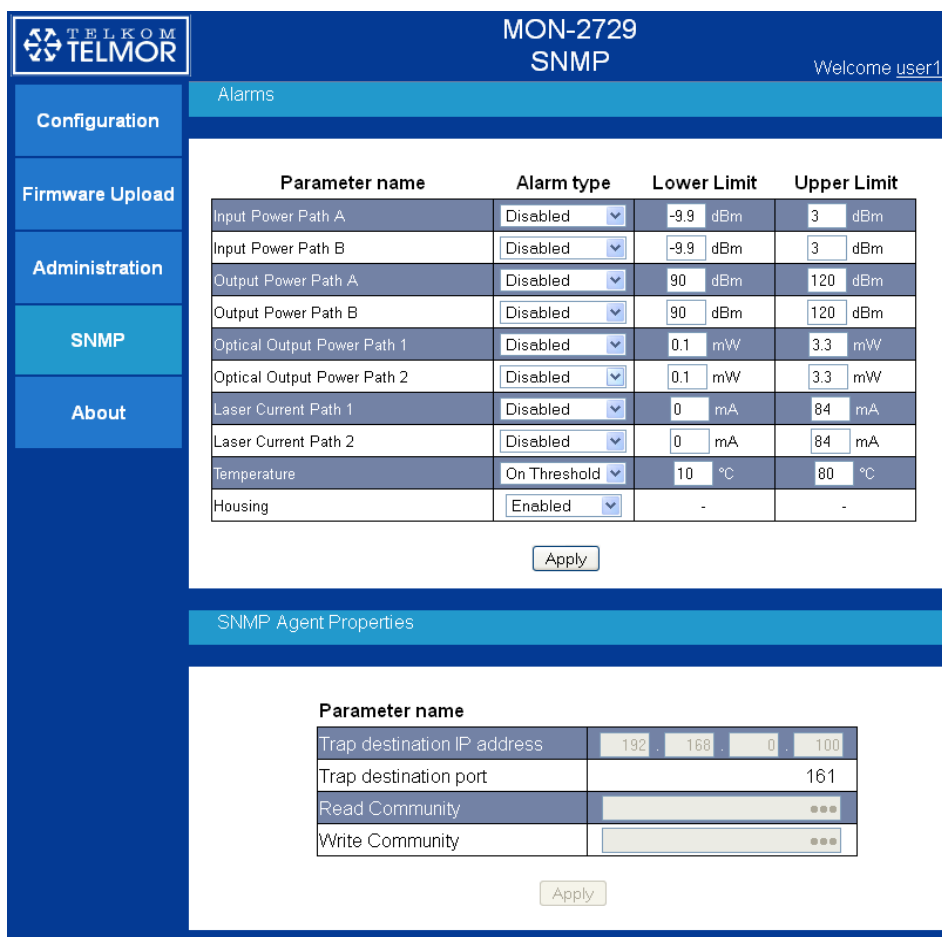 TELKOM
TELMOR
MON-2729
SNMP
Welcome user1
Configuration
Firmware Upload
Administration
SNMP
About
Alarms
Parameter name Alarm type Lower Limit Upper Limit
Input Power Path A Disabled -9.9 dBm 3 dBm
Input Power Path B Disabled -9.9 dBm 3 dBm
Output Power Path A Disabled 90 dBm 120 dBm
Output Power Path B Disabled 90 dBm 120 dBm
Optical Output Power Path 1 Disabled 0.1 mW 3.3 mW
Optical Output Power Path 2 Disabled 0.1 mW 3.3 mW
Laser Current Path 1 Disabled 0 mA 84 mA
Laser Current Path 2 Disabled 0 mA 84 mA
Temperature On Threshold 10 °C 80 °C
Housing Enabled - -
Apply
SNMP Agent Properties
Parameter name
Trap destination IP address 192 . 168 . 0 . 100
Trap destination port 161
Read Community •••
Write Community •••
Apply